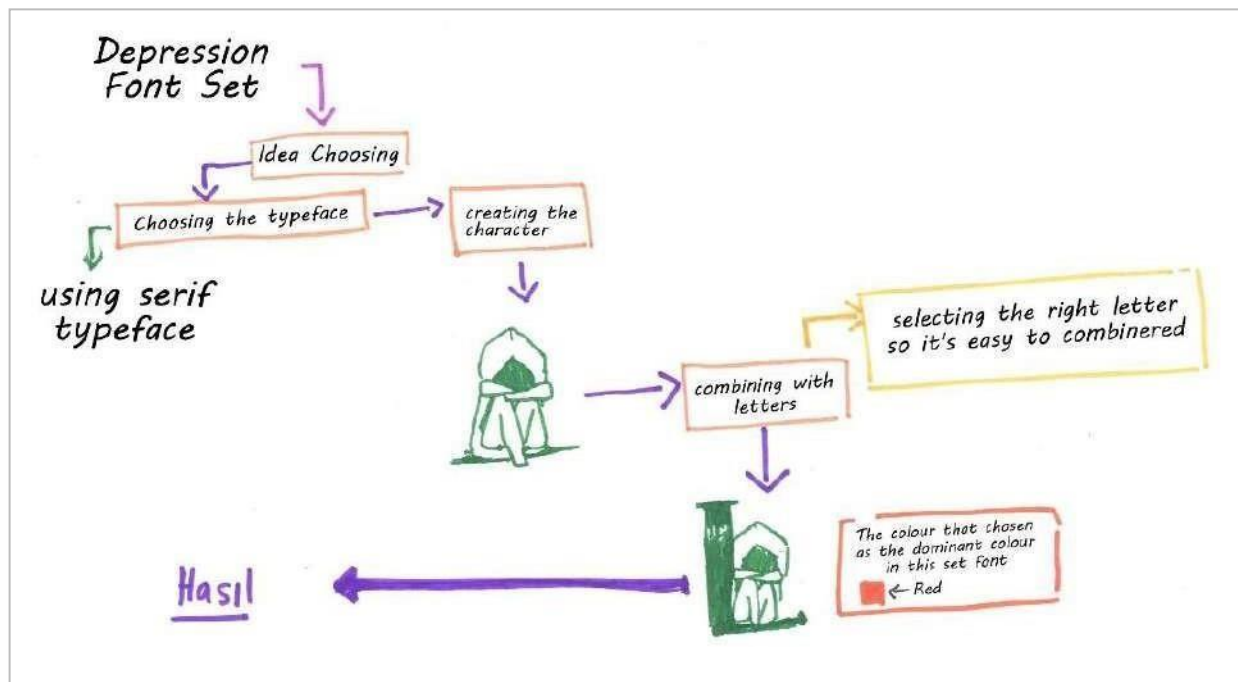 Depression
Font Set
Idea Choosing
Choosing the typeface
creating the
character
using serif
typeface
selecting the right letter
so it's easy to combinered
combining with
letters
The colour that chosen
as the dominant colour
in this set Font
← Red
Hasil